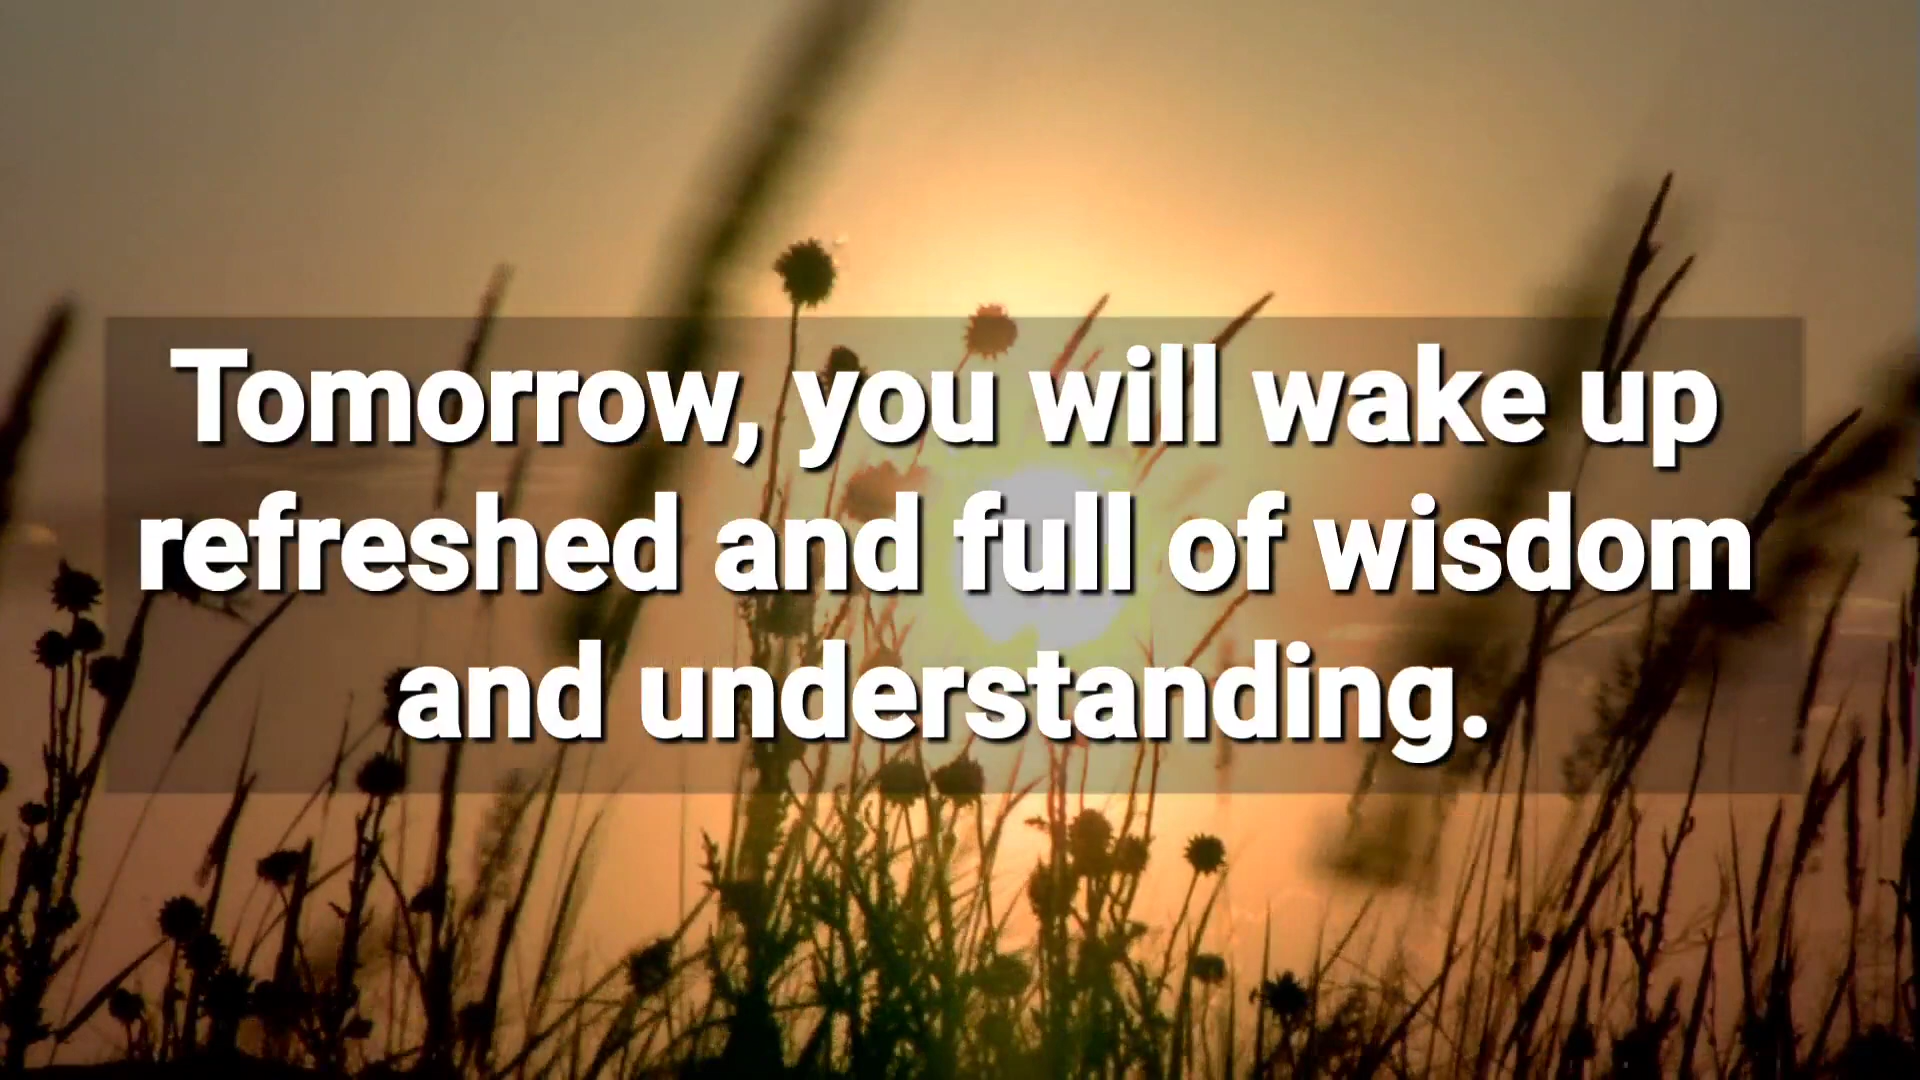 Tomorrow, you will wake up
refreshed and full of wisdom
and understanding.